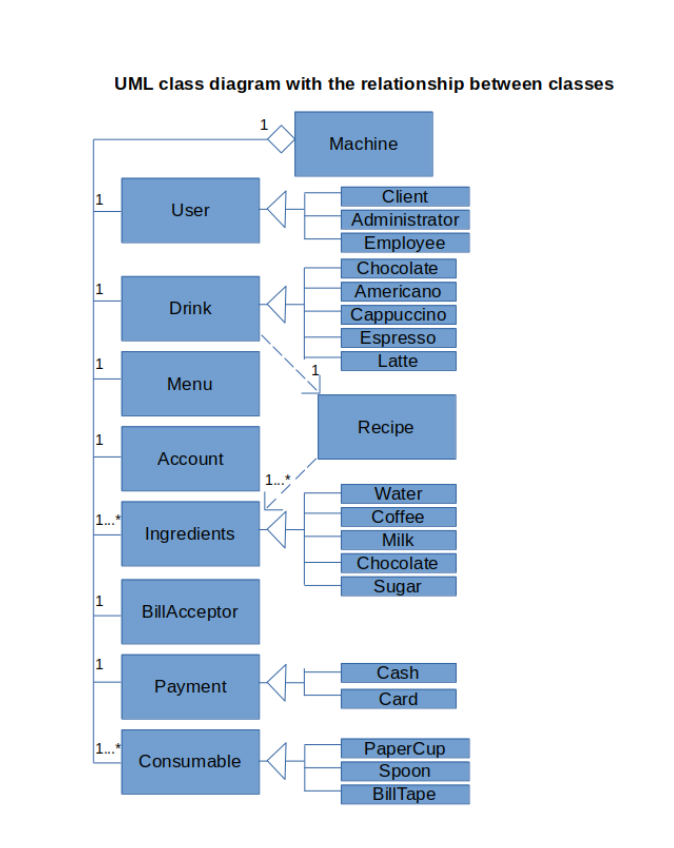 UML class diagram with the relationship between classes
1
Machine
1
User
Client
Administrator
Employee
1
Drink
Chocolate
Americano
Cappuccino
Espresso
Latte
1
Menu
1
Recipe
1
Account
1...*
1...*
Ingredients
Water
Coffee
Milk
Chocolate
Sugar
1
BillAcceptor
1
Payment
Cash
Card
1...*
Consumable
PaperCup
Spoon
BillTape